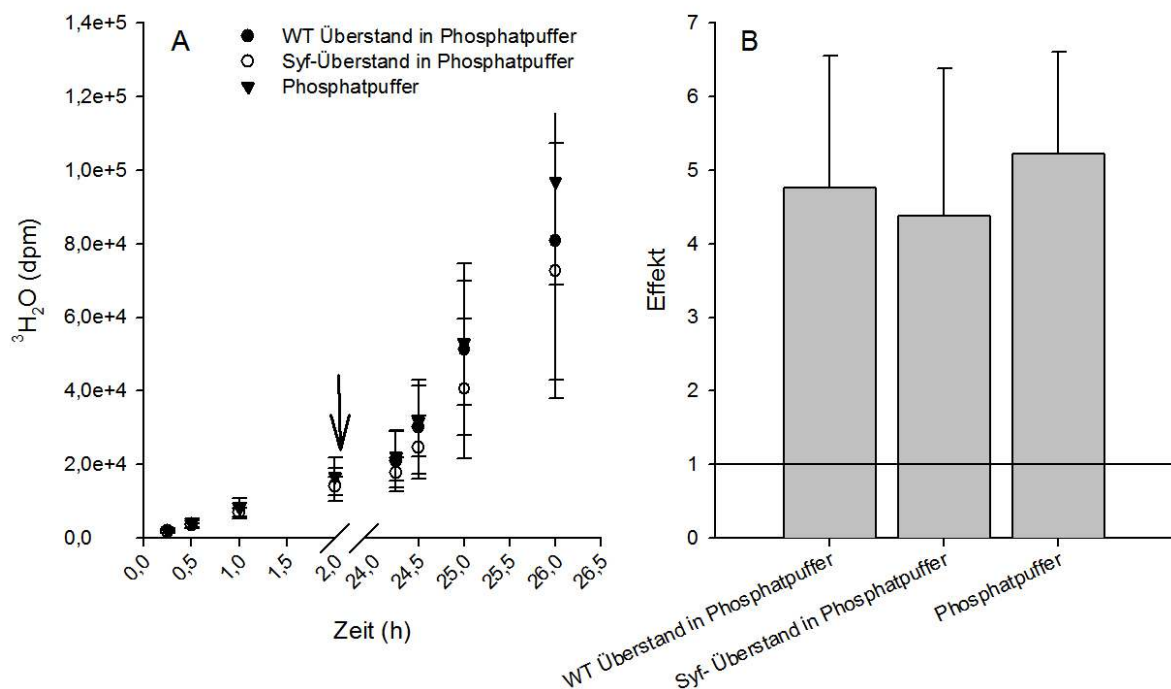 A
WT Überstand in Phosphatpuffer
Syf-Überstand in Phosphatpuffer
Phosphatpuffer
³H₂O (dpm)
1,4e+5
1,2e+5
1,0e+5
8,0e+4
6,0e+4
4,0e+4
2,0e+4
0,0
0,0
0,5
1,0
1,5
2,0
24,0
24,5
25,0
25,5
26,0
26,5
Zeit (h)
B
Effekt
7
6
5
4
3
2
1
0
WT Überstand in Phosphatpuffer
Syf- Überstand in Phosphatpuffer
Phosphatpuffer